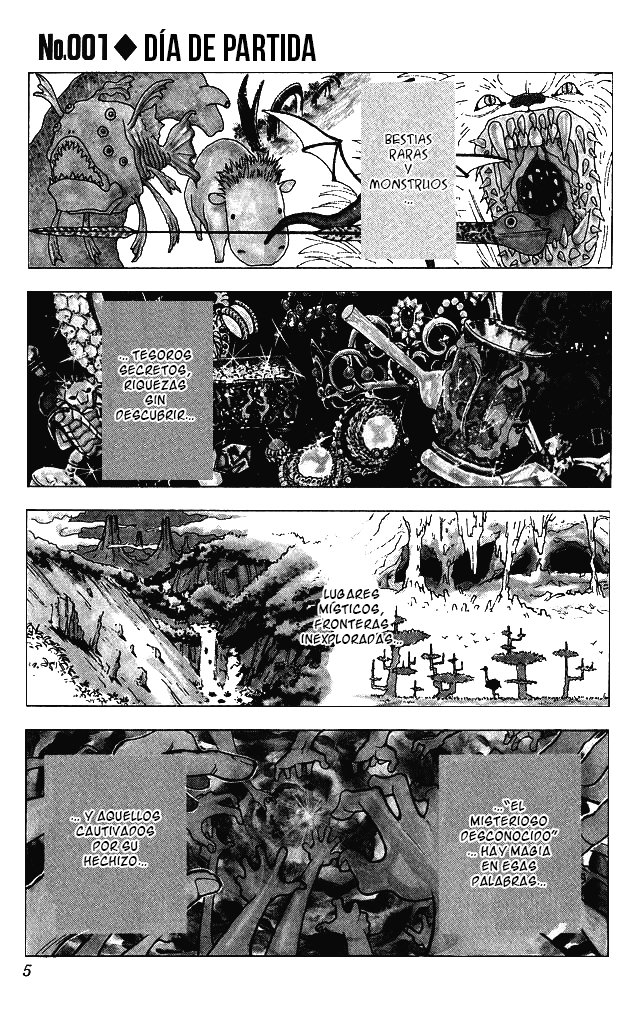 No.001 ◆ DÍA DE PARTIDA
BESTIAS
RARAS
Y
MONSTRUOS
...
... TESOROS
SECRETOS,
RIQUEZAS
SIN
DESCUBRIR...
LUGARES
MÍSTICOS,
FRONTERAS
INEXPLORADAS...
..."EL
MISTERIOSO
DESCONOCIDO"
... HAY MAGIA
EN ESAS
PALABRAS...
... Y AQUELLOS
CAUTIVADOS
POR SU
HECHIZO...
5